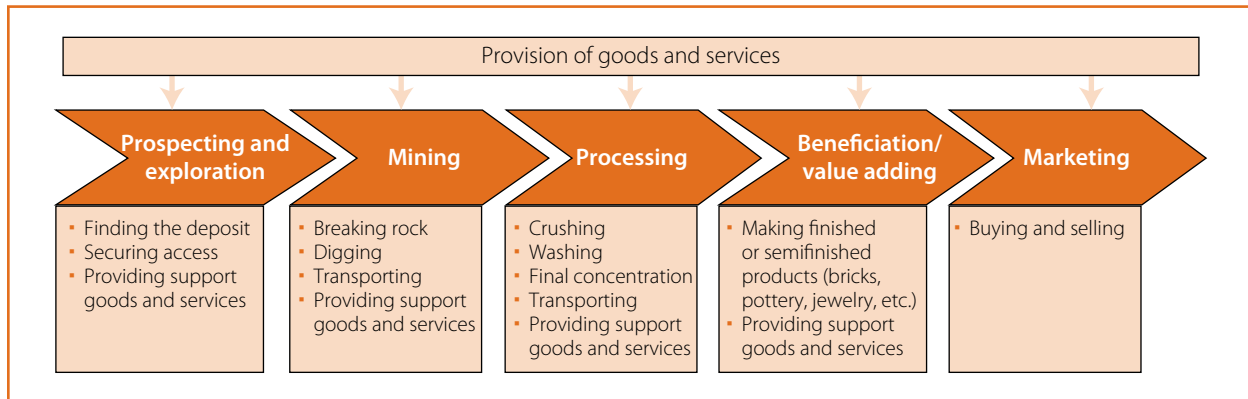 Provision of goods and services
Prospecting and
exploration
Mining
Processing
Beneficiation/
value adding
Marketing
▪ Finding the deposit
▪ Securing access
▪ Providing support
goods and services
▪ Breaking rock
▪ Digging
▪ Transporting
▪ Providing support
goods and services
▪ Crushing
▪ Washing
▪ Final concentration
▪ Transporting
▪ Providing support
goods and services
▪ Making finished
or semifinished
products (bricks,
pottery, jewelry, etc.)
▪ Providing support
goods and services
▪ Buying and selling